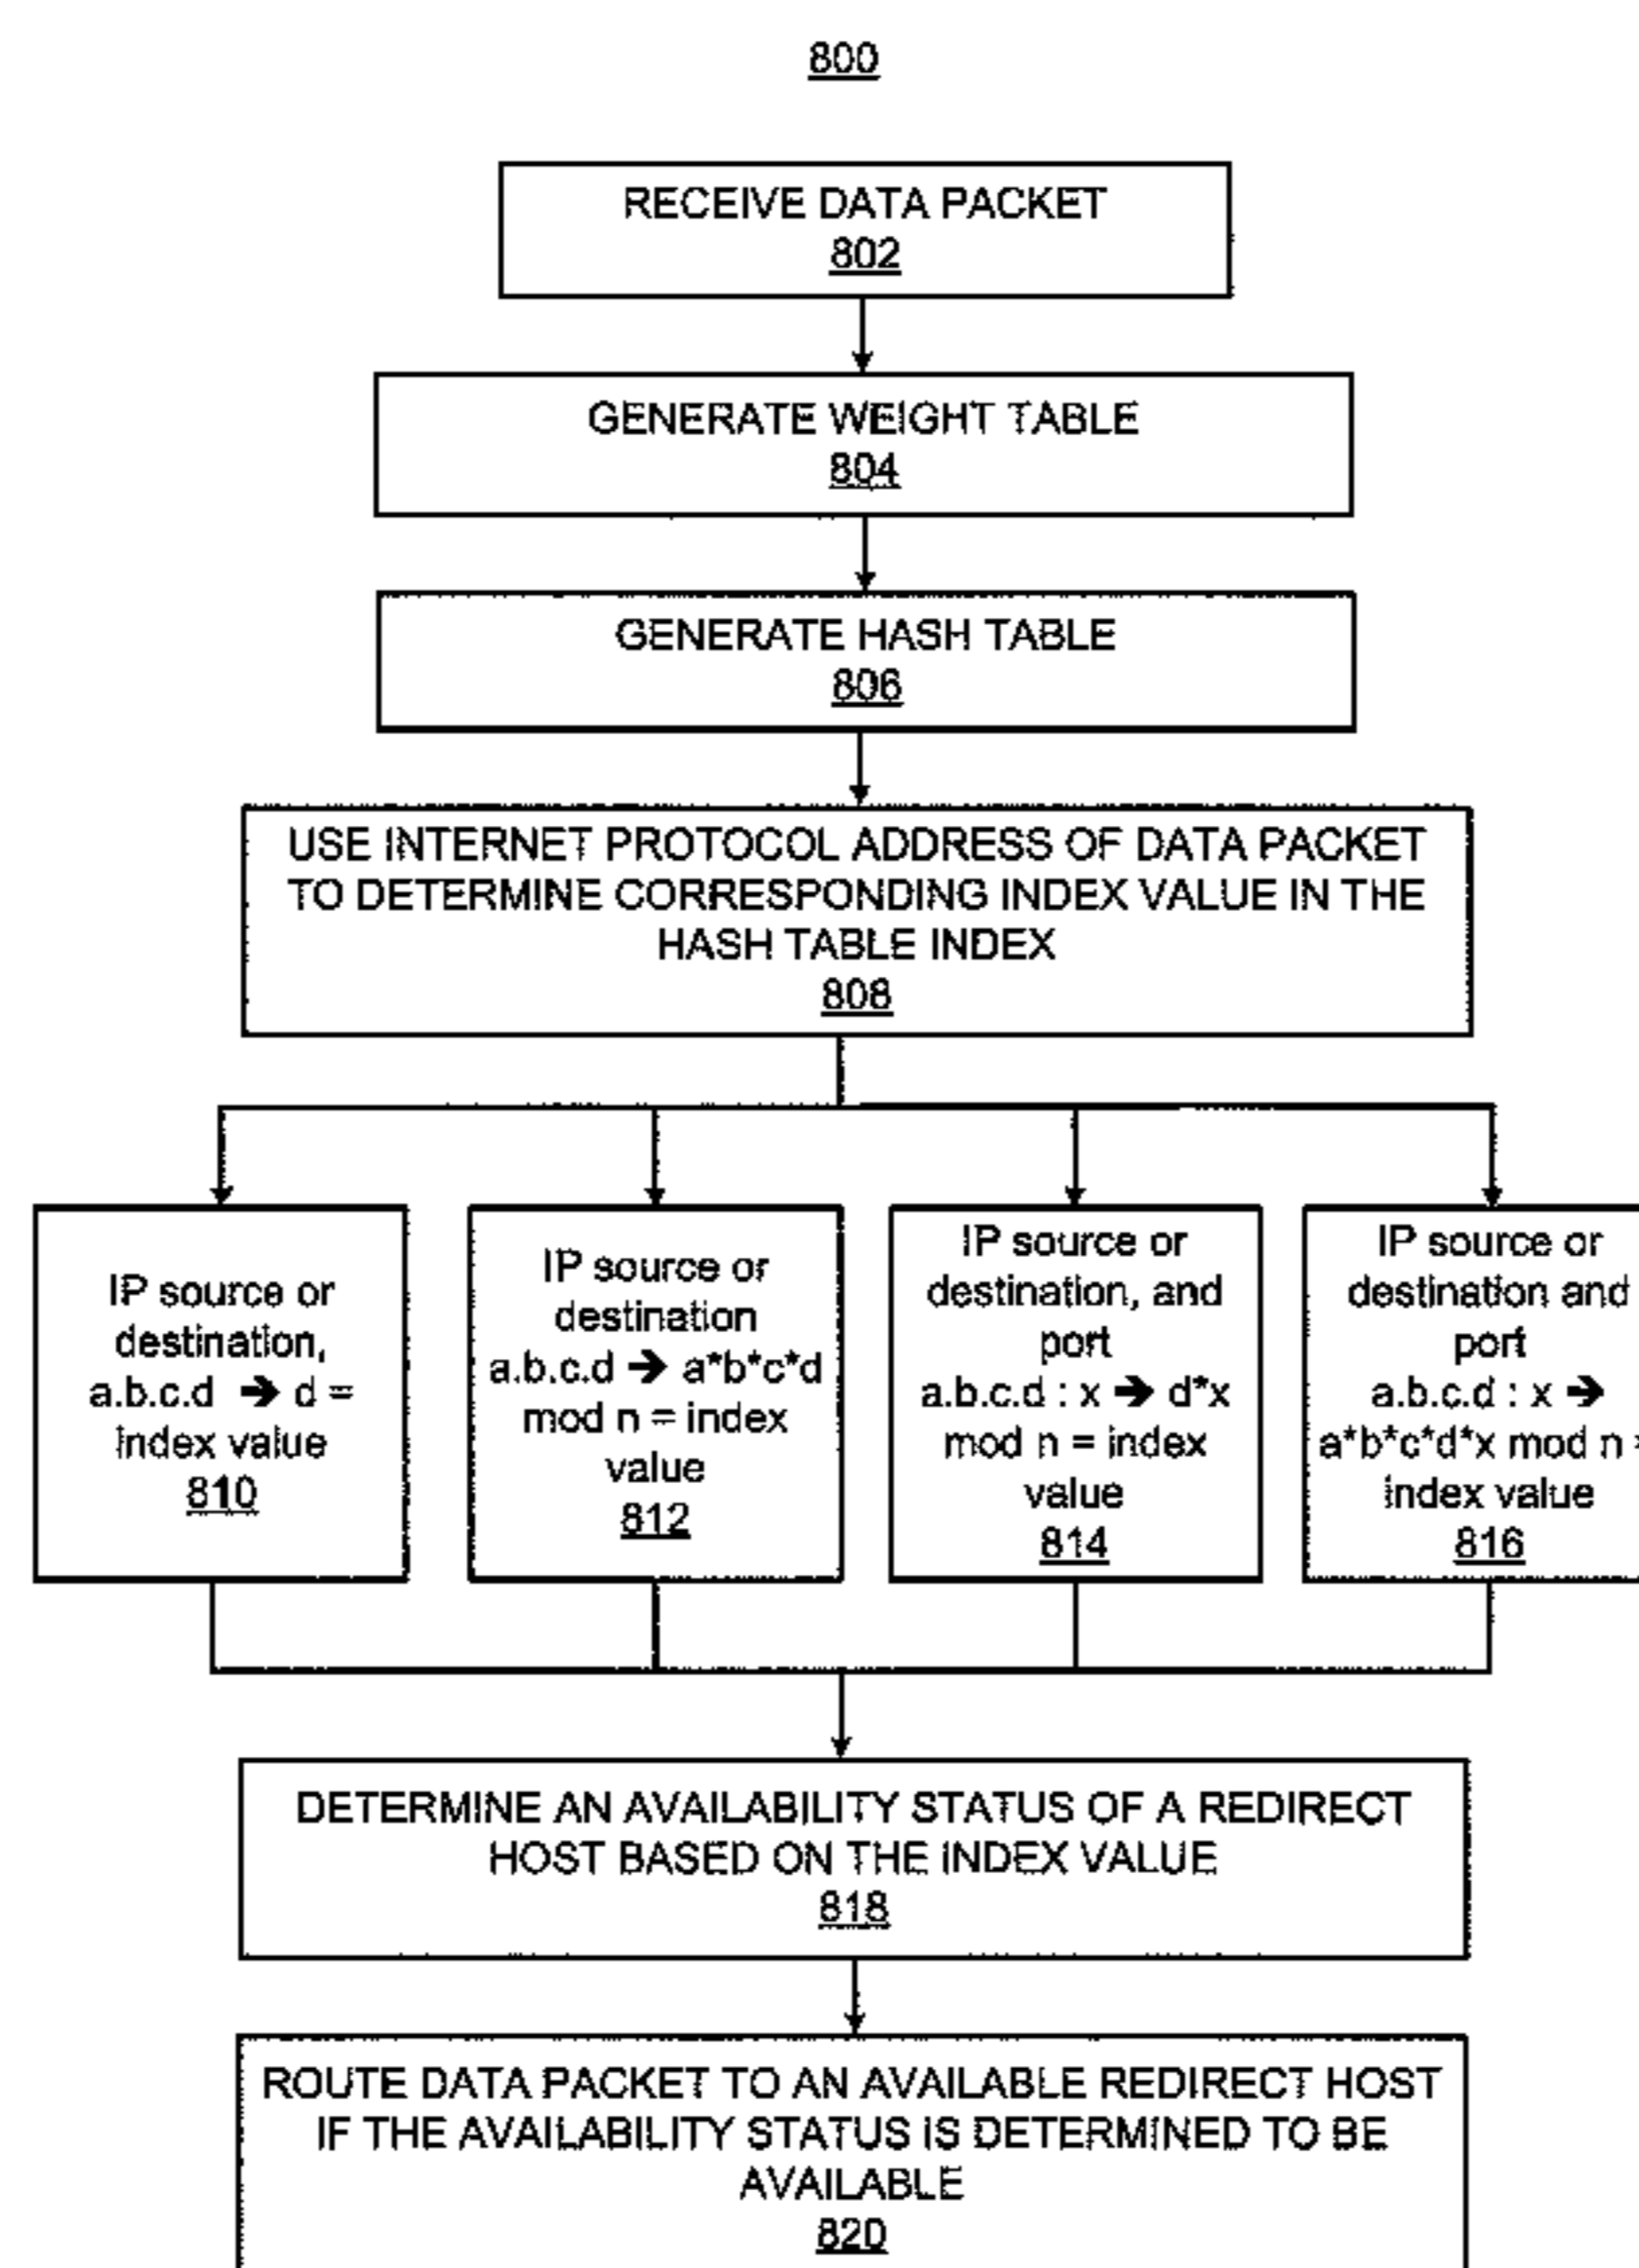 800
RECEIVE DATA PACKET
802
GENERATE WEIGHT TABLE
804
GENERATE HASH TABLE
806
USE INTERNET PROTOCOL ADDRESS OF DATA PACKET
TO DETERMINE CORRESPONDING INDEX VALUE IN THE
HASH TABLE INDEX
808
IP source or
destination,
a.b.c.d ➔ d =
index value
810
IP source or
destination
a.b.c.d ➔ a*b*c*d
mod n = index
value
812
IP source or
destination, and
port
a.b.c.d : x ➔ d*x
mod n = index
value
814
IP source or
destination and
port
a.b.c.d : x ➔
a*b*c*d*x mod n
index value
816
DETERMINE AN AVAILABILITY STATUS OF A REDIRECT
HOST BASED ON THE INDEX VALUE
818
ROUTE DATA PACKET TO AN AVAILABLE REDIRECT HOST
IF THE AVAILABILITY STATUS IS DETERMINED TO BE
AVAILABLE
820